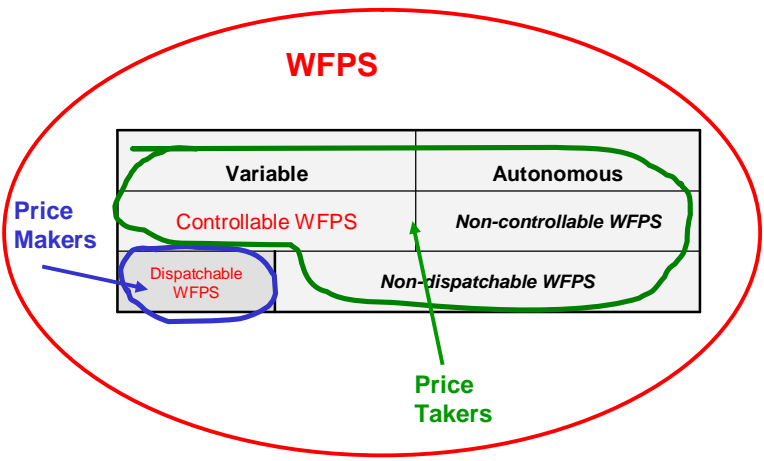 WFPS
Variable
Autonomous
Price
Makers
Controllable WFPS
Non-controllable WFPS
Dispatchable
WFPS
Non-dispatchable WFPS
Price
Takers